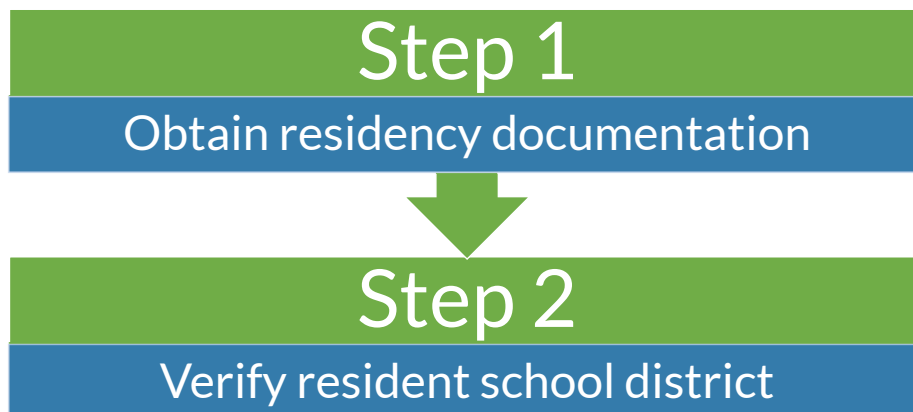 Step 1
Obtain residency documentation
Step 2
Verify resident school district